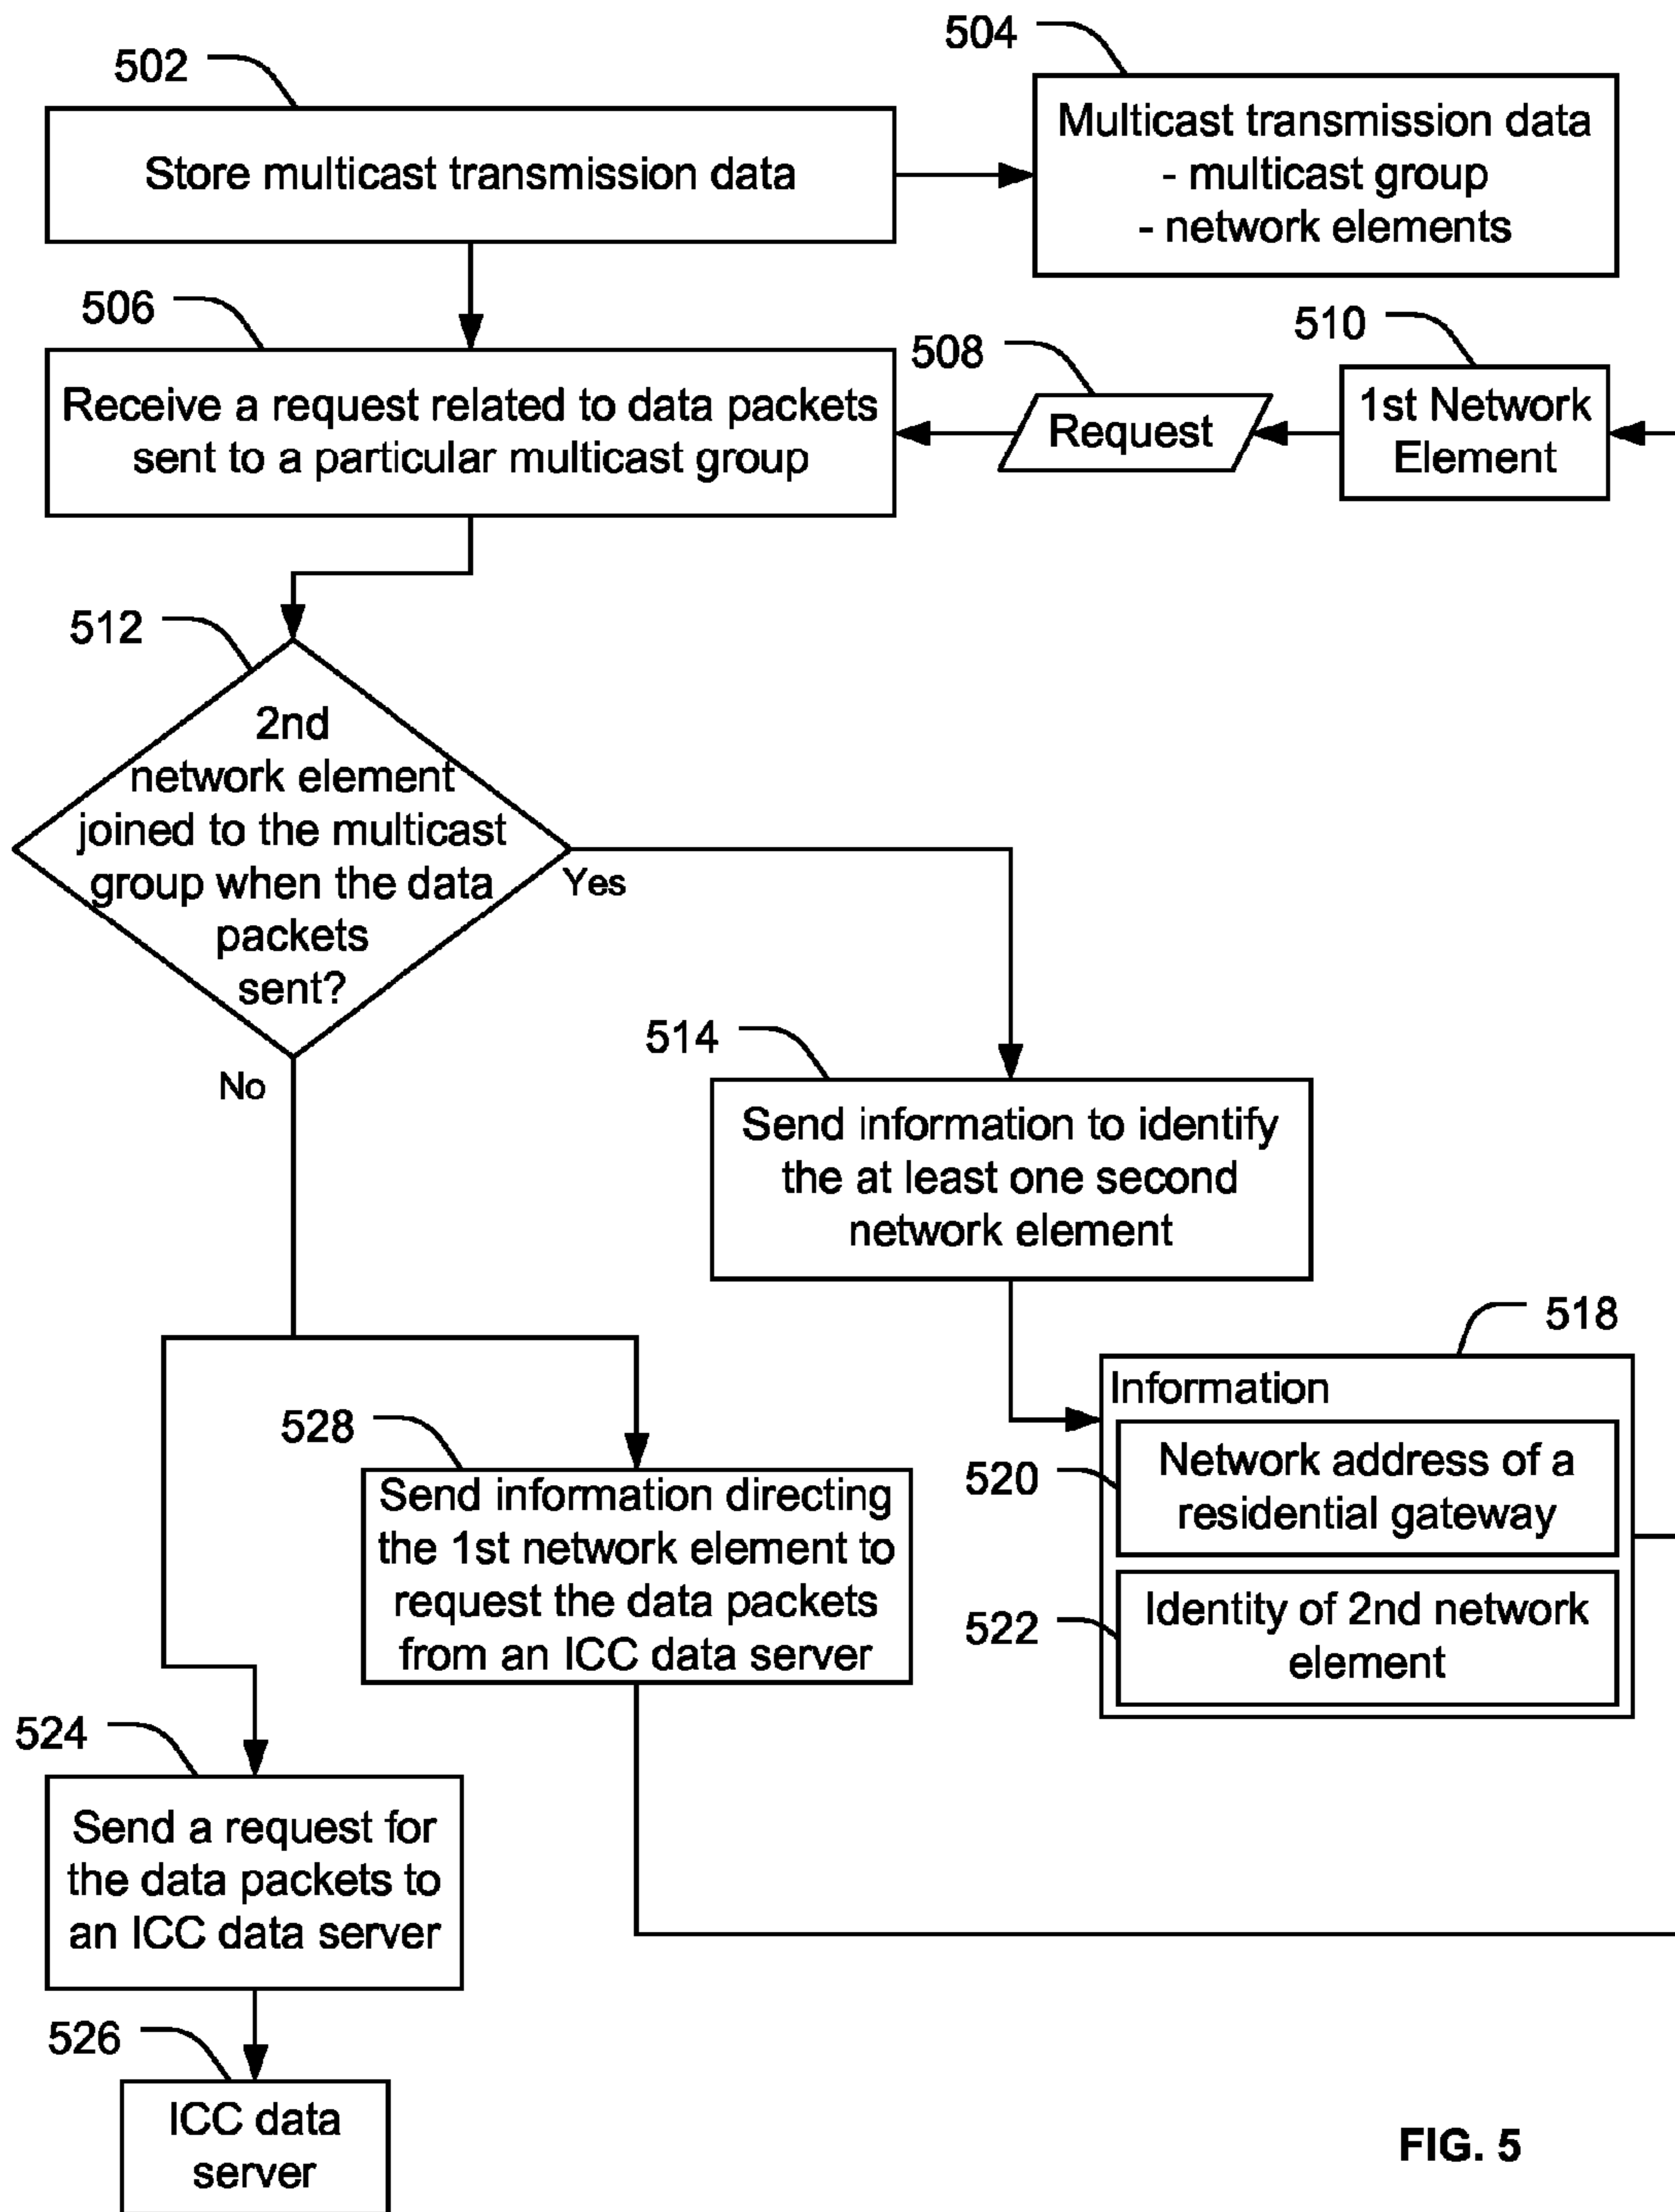 502
504
Store multicast transmission data
Multicast transmission data
- multicast group
- network elements
506
508
510
Receive a request related to data packets
sent to a particular multicast group
Request
1st Network
Element
512
2nd
network element
joined to the multicast
group when the data
packets
sent?
Yes
No
514
Send information to identify
the at least one second
network element
518
Information
520
Network address of a
residential gateway
522
Identity of 2nd network
element
528
Send information directing
the 1st network element to
request the data packets
from an ICC data server
524
Send a request for
the data packets to
an ICC data server
526
ICC data
server
FIG. 5